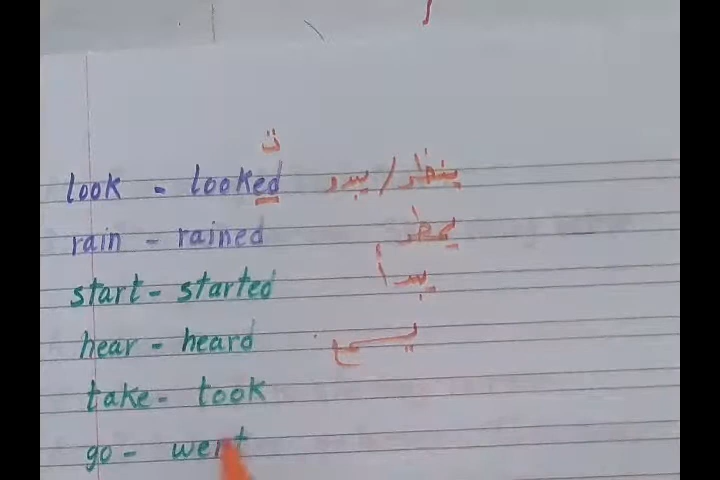 ت
look - looked ينظر / يبدو
rain - rained يمطر
start - started يبدأ
hear - heard يسمع
take - took
go - went